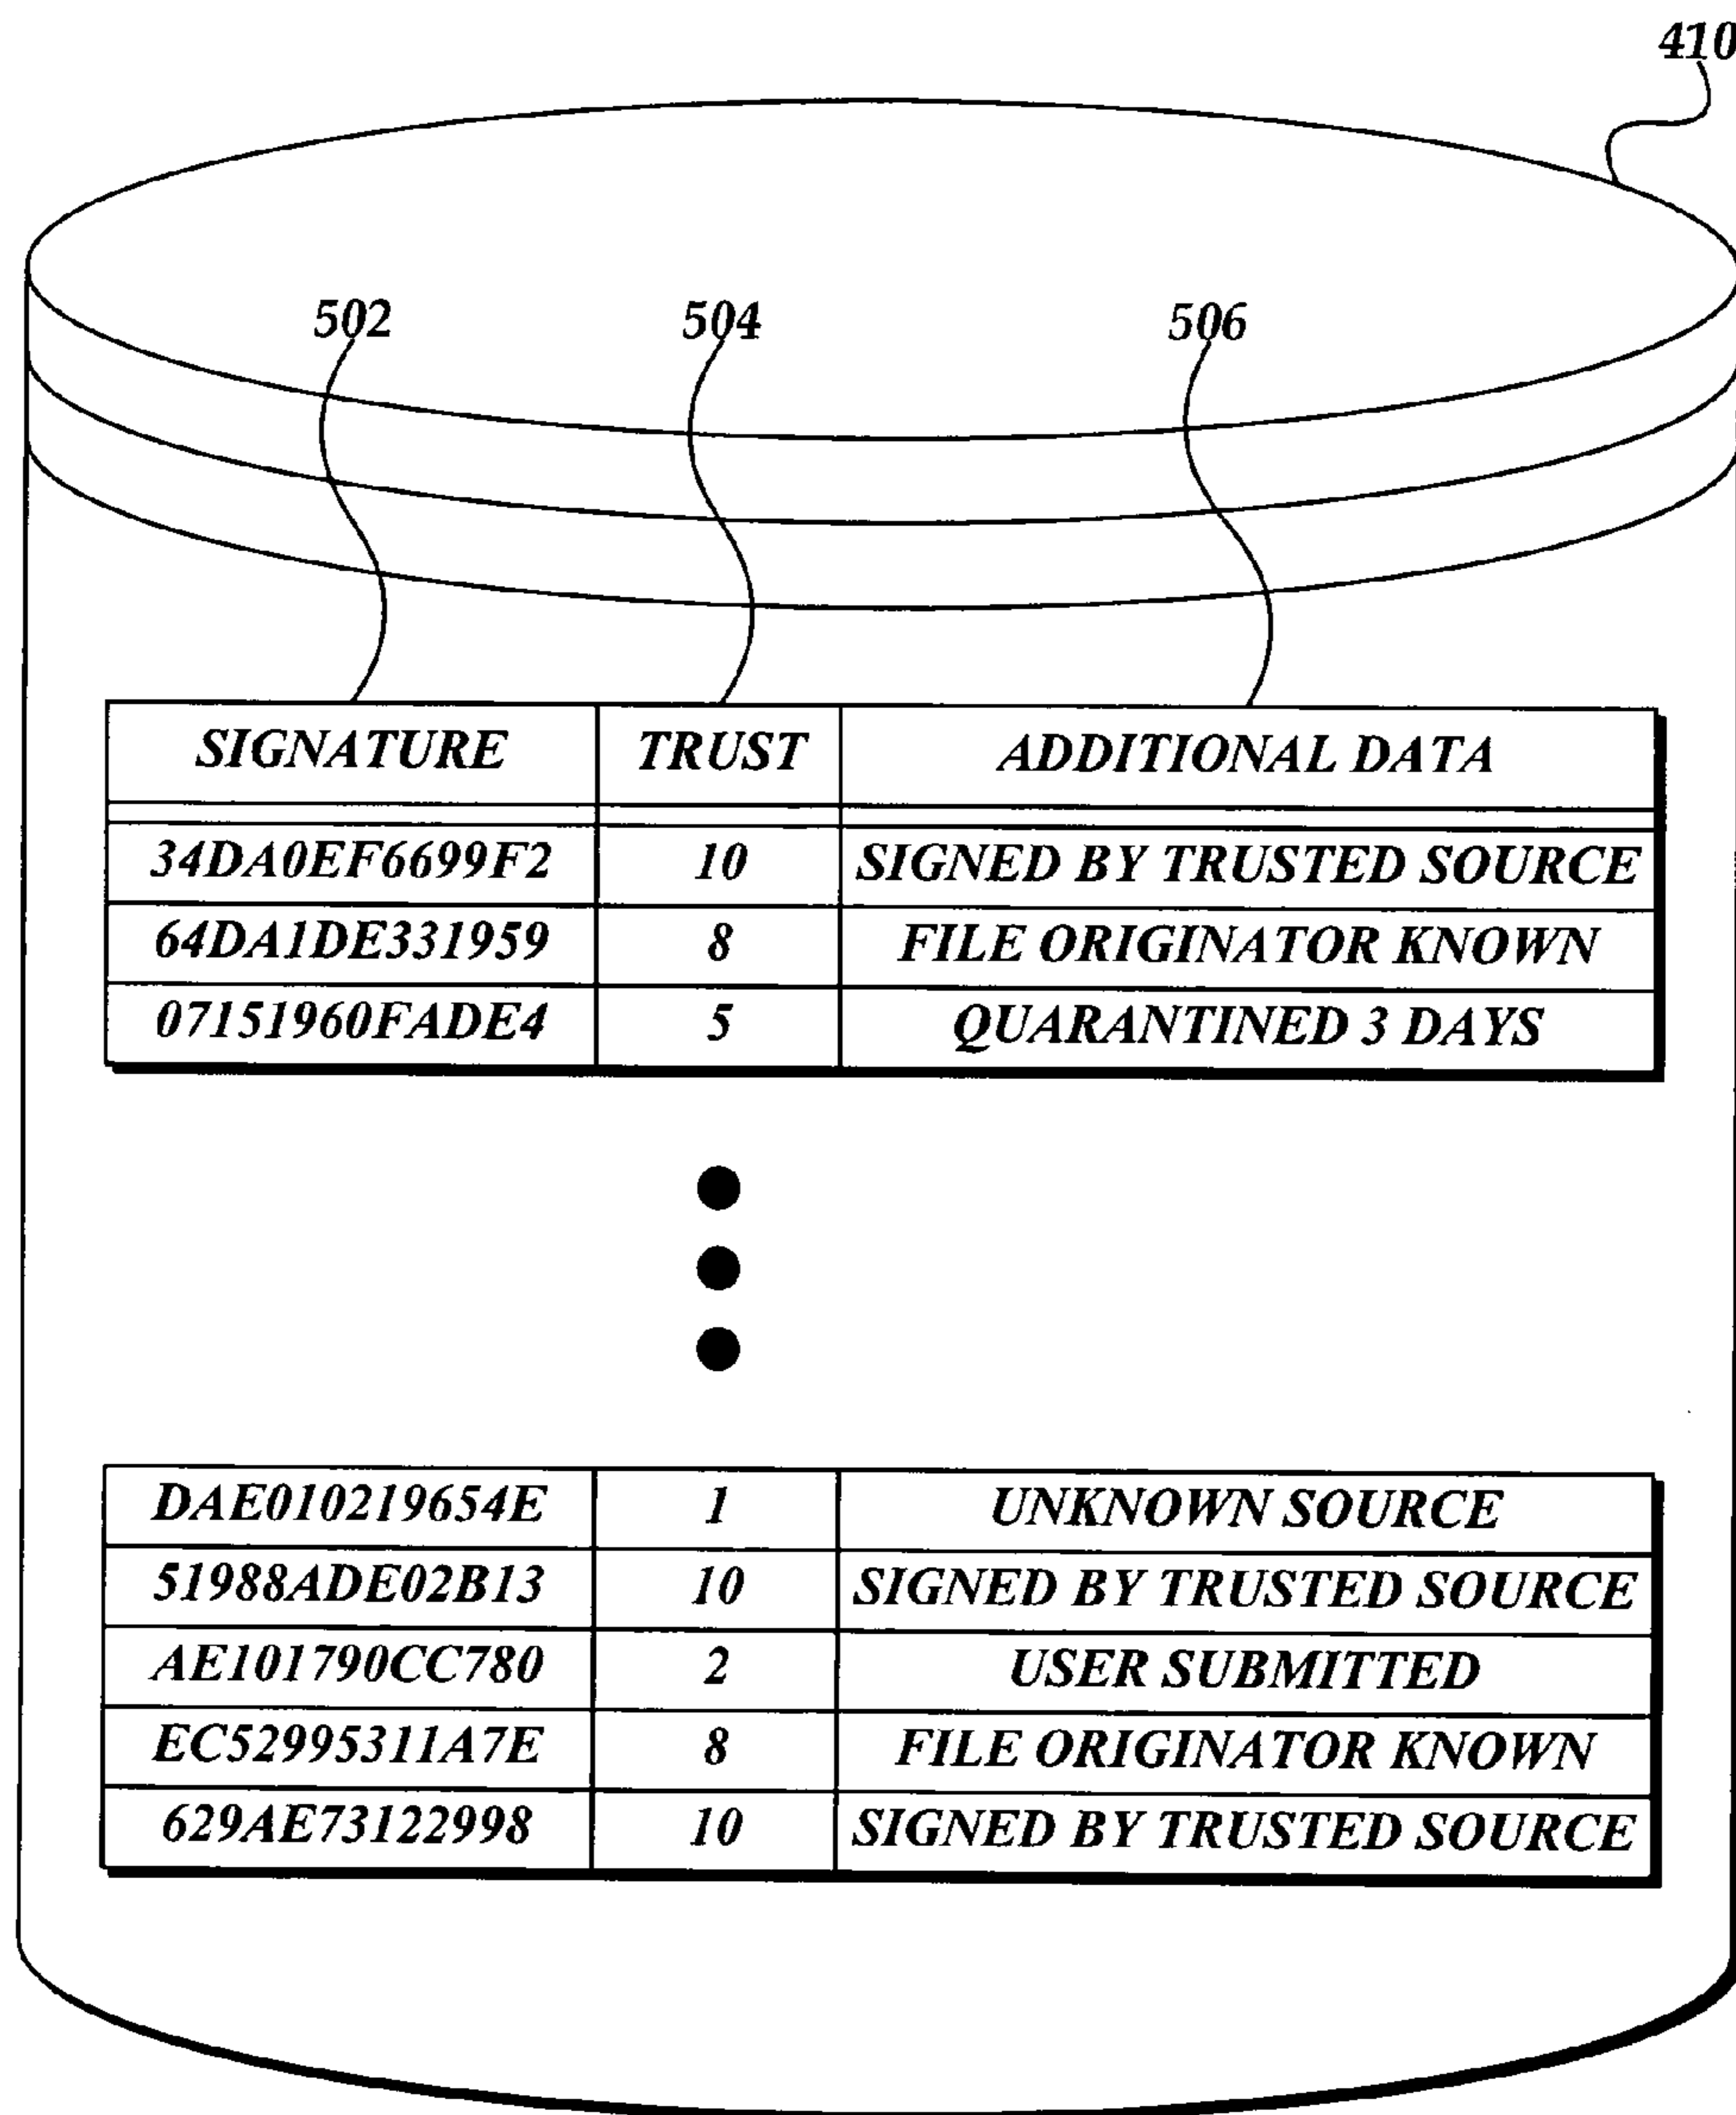 410
502 504 506
SIGNATURE TRUST ADDITIONAL DATA
34DA0EF6699F2 10 SIGNED BY TRUSTED SOURCE
64DA1DE331959 8 FILE ORIGINATOR KNOWN
07151960FADE4 5 QUARANTINED 3 DAYS
DAE010219654E 1 UNKNOWN SOURCE
51988ADE02B13 10 SIGNED BY TRUSTED SOURCE
AE101790CC780 2 USER SUBMITTED
EC52995311A7E 8 FILE ORIGINATOR KNOWN
629AE73122998 10 SIGNED BY TRUSTED SOURCE